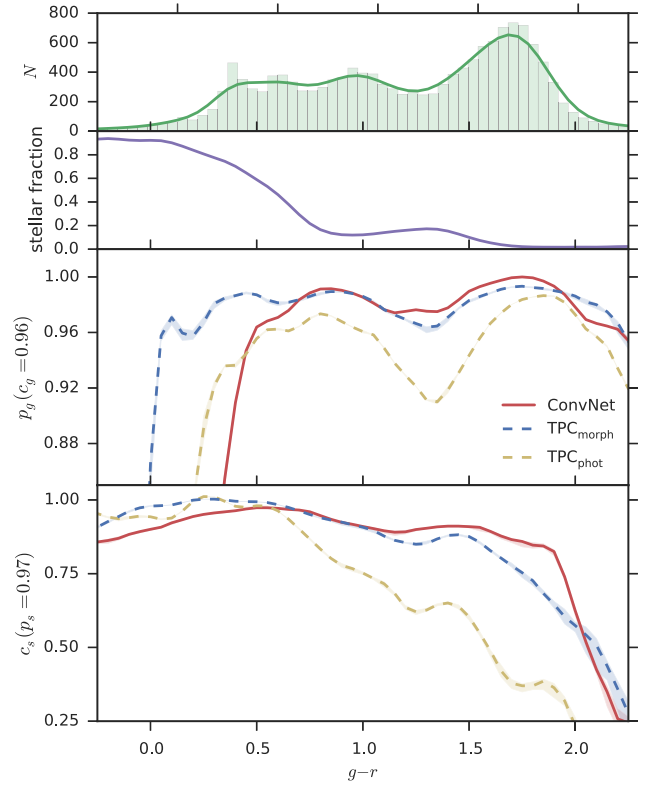 800
600
400
200
0
N
0.8
0.6
0.4
0.2
0.0
stellar fraction
1.00
0.96
0.92
0.88
p_g (c_g = 0.96)
ConvNet
TPC_morph
TPC_phot
1.00
0.75
0.50
0.25
c_s (p_s = 0.97)
0.0 0.5 1.0 1.5 2.0
g−r